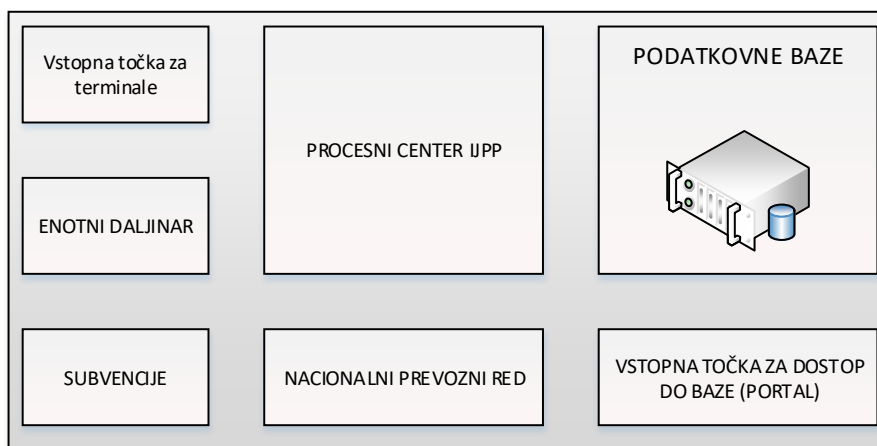 Vstopna točka za
terminale
PROCESNI CENTER IJPP
PODATKOVNE BAZE
ENOTNI DALJINAR
SUBVENCIJE
NACIONALNI PREVOZNI RED
VSTOPNA TOČKA ZA DOSTOP
DO BAZE (PORTAL)